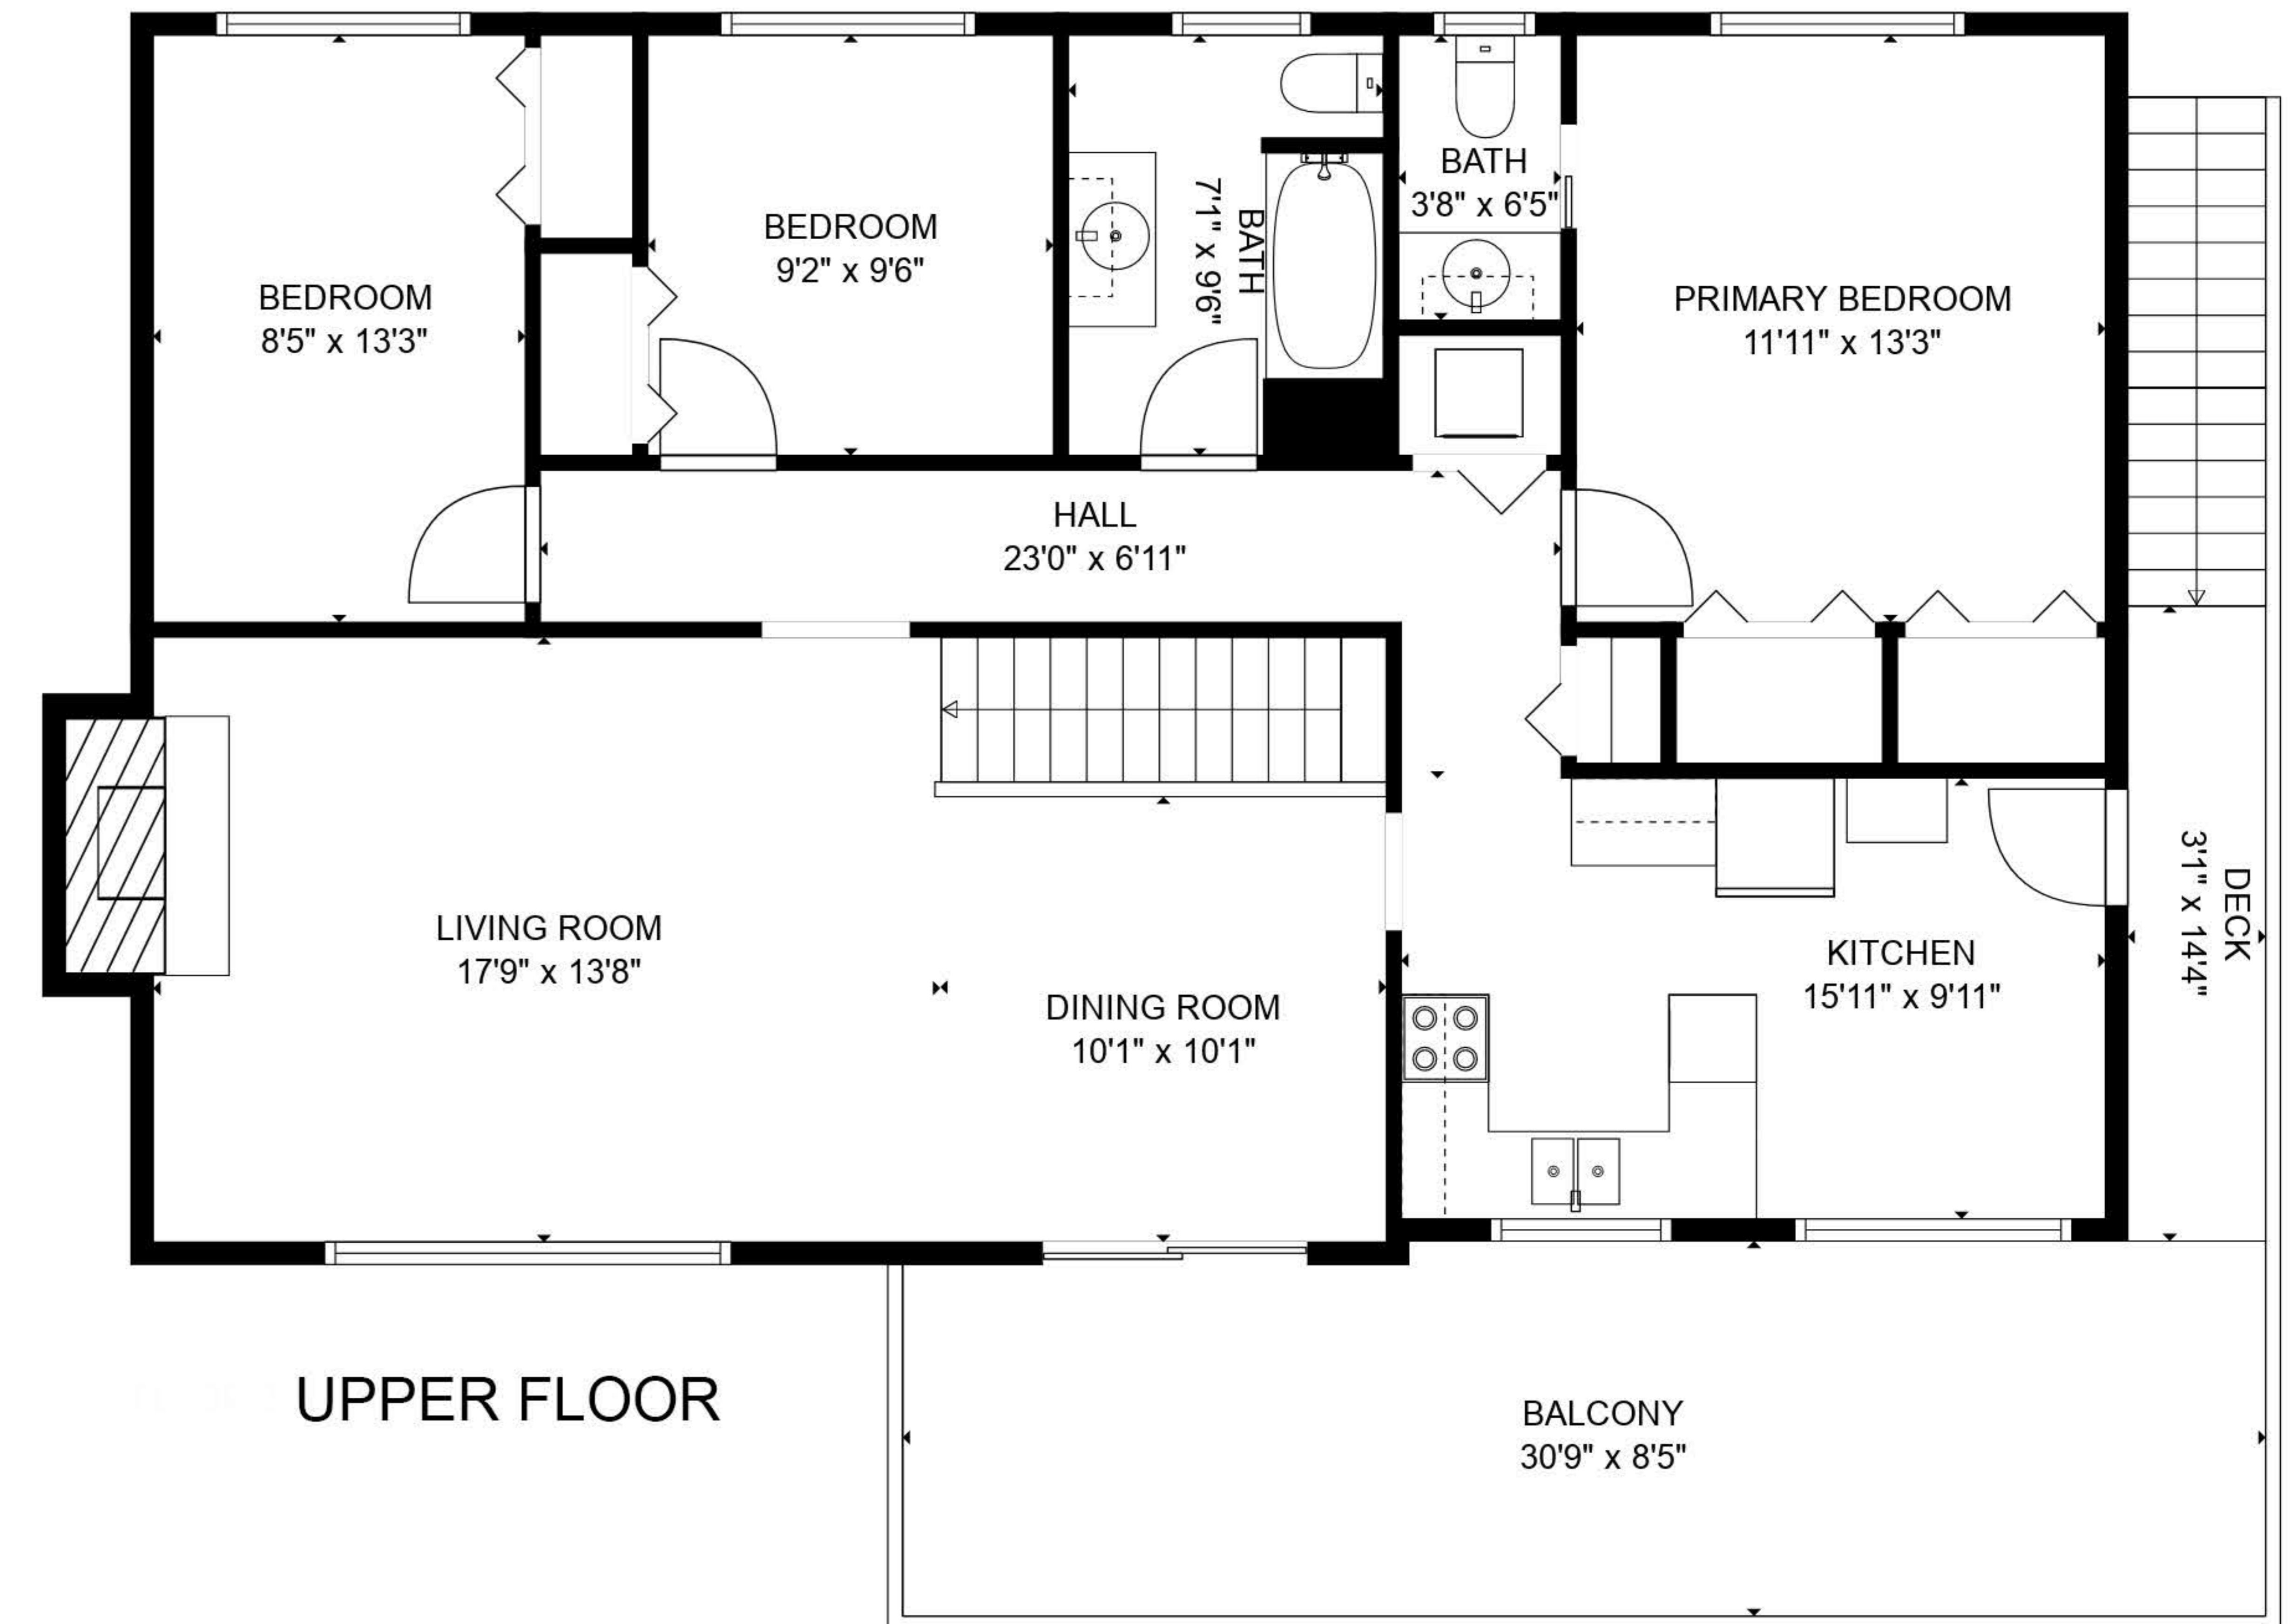 BEDROOM
8'5" x 13'3"
BEDROOM
9'2" x 9'6"
BATH
7'1" x 9'6"
BATH
3'8" x 6'5"
PRIMARY BEDROOM
11'11" x 13'3"
HALL
23'0" x 6'11"
LIVING ROOM
17'9" x 13'8"
DINING ROOM
10'1" x 10'1"
KITCHEN
15'11" x 9'11"
DECK
3'1" x 14'4"
UPPER FLOOR
BALCONY
30'9" x 8'5"